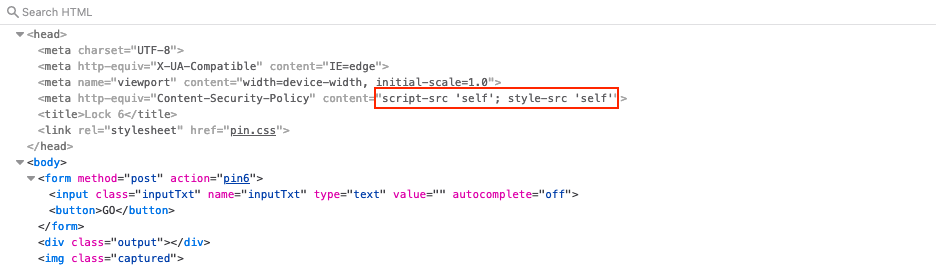 Search HTML
<head>
<meta charset="UTF-8">
<meta http-equiv="X-UA-Compatible" content="IE=edge">
<meta name="viewport" content="width=device-width, initial-scale=1.0">
<meta http-equiv="Content-Security-Policy" content="script-src 'self'; style-src 'self'">
<title>Lock 6</title>
<link rel="stylesheet" href="pin.css">
</head>
<body>
<form method="post" action="pin6">
<input class="inputTxt" name="inputTxt" type="text" value="" autocomplete="off">
<button>GO</button>
</form>
<div class="output"></div>
<img class="captured">